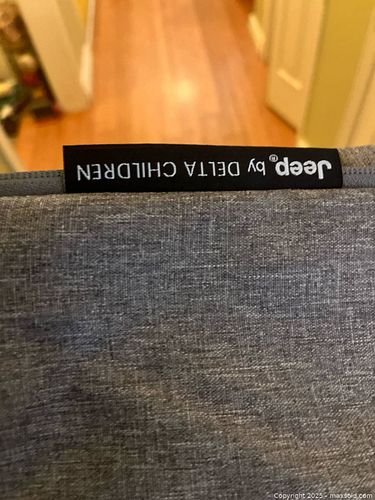 Jeep® by DELTA CHILDREN
Copyright 2025 - maxsold.com